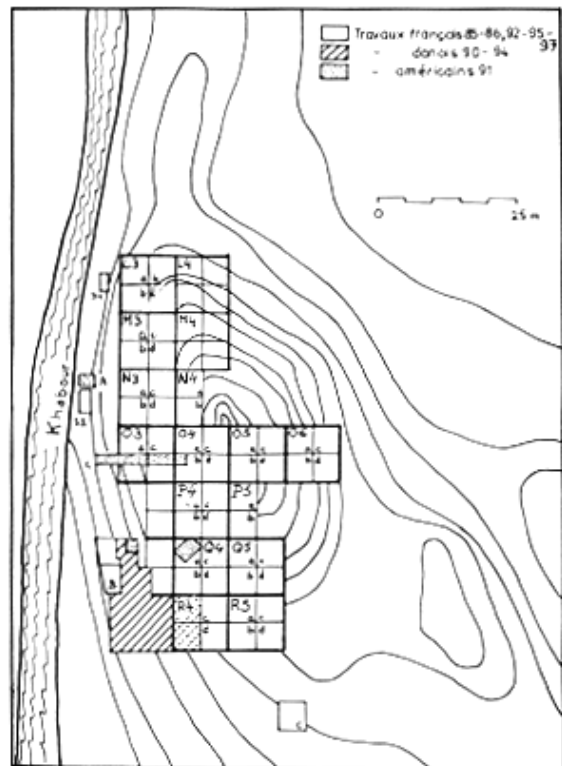 Travaux français 85-86, 92-95-97
" danois 90-94
" américains 91
0 25 m
Khabour
L3 L4
M3 M4
N3 N4
O3 O4 O5 O6
P4 P5
Q4 Q5
R4 R5
A
B
C